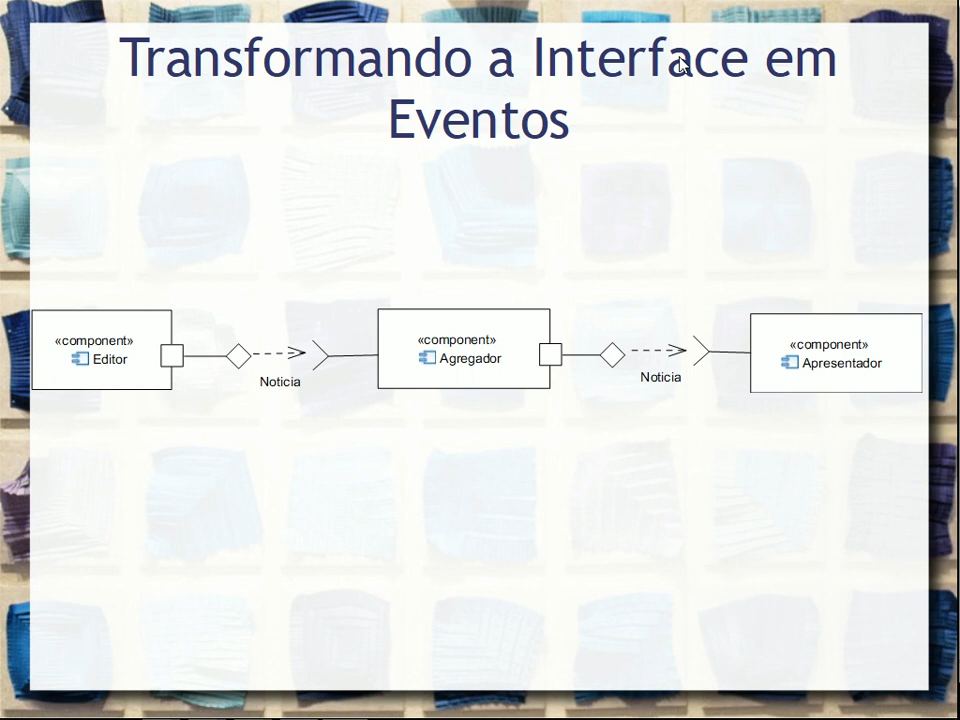 Transformando a Interface em
Eventos
«component»
Editor
Noticia
«component»
Agregador
Noticia
«component»
Apresentador